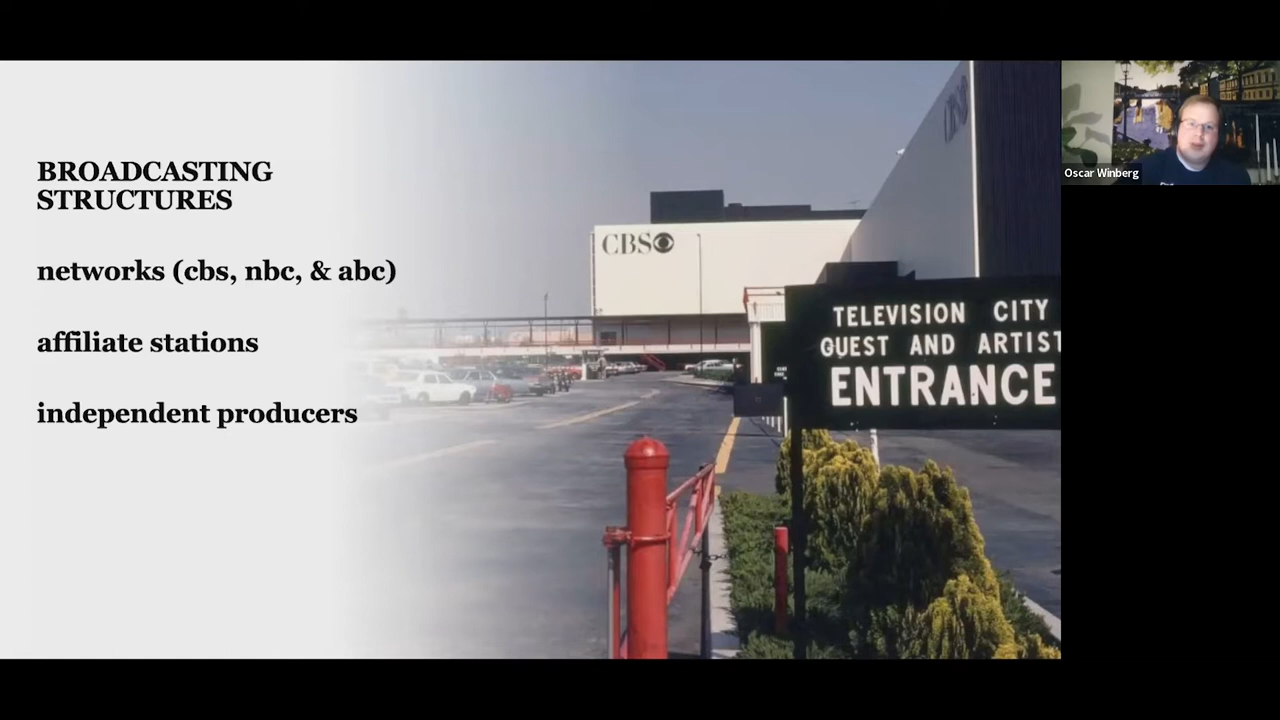 BROADCASTING
STRUCTURES
networks (cbs, nbc, & abc)
affiliate stations
independent producers
CBS
CBS
TELEVISION CITY
GUEST AND ARTIST
ENTRANCE
Oscar Winberg